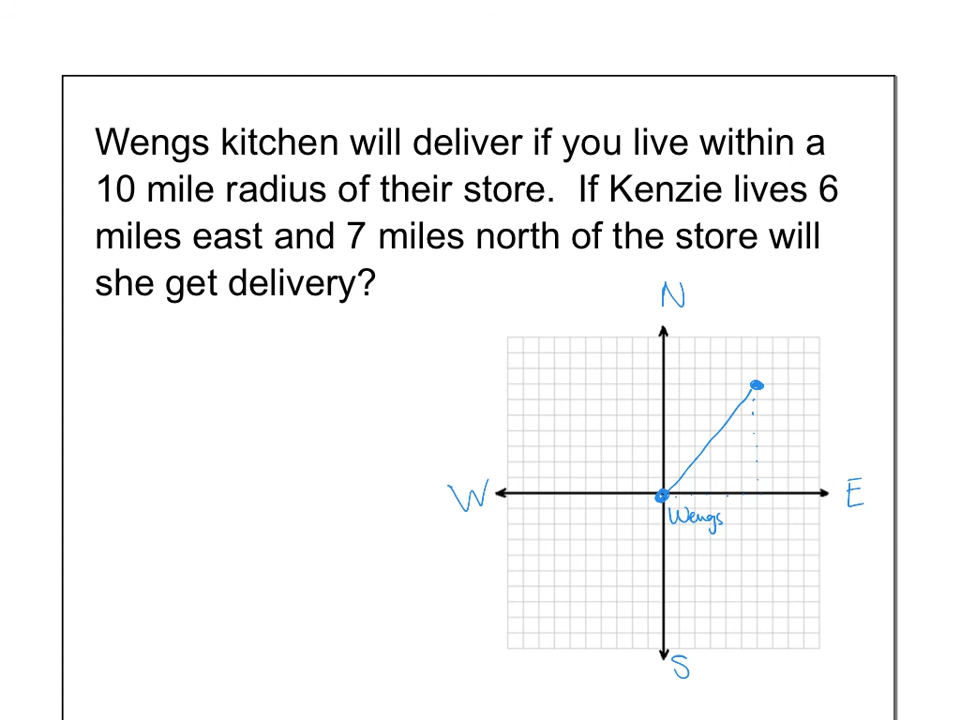 Wengs kitchen will deliver if you live within a
10 mile radius of their store.  If Kenzie lives 6
miles east and 7 miles north of the store will
she get delivery?
N
W
E
Wengs
S